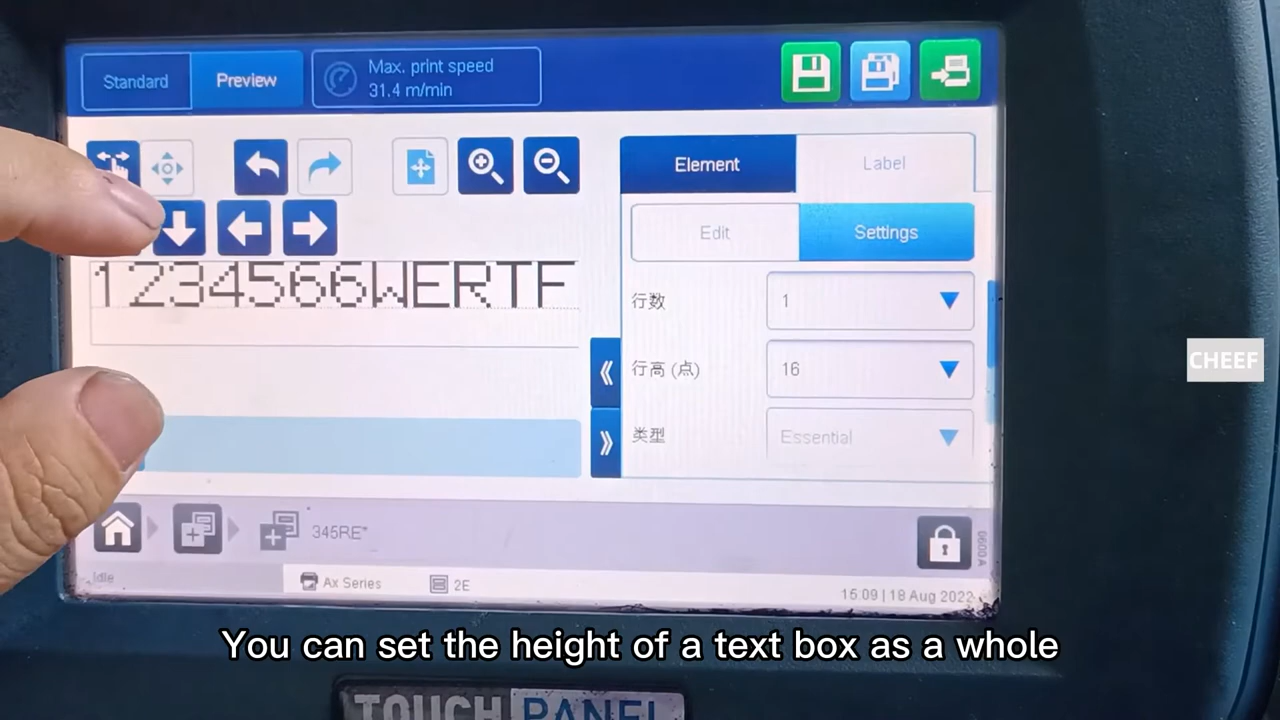 Standard
Preview
Max. print speed
31.4 m/min
Element
Label
Edit
Settings
1234566WERTF
行数
1
行高 (点)
16
类型
Essential
CHEEF
345RE*
0600A
Idle
Ax Series
2E
15:09 | 18 Aug 2022
You can set the height of a text box as a whole
TOUCH PANEL